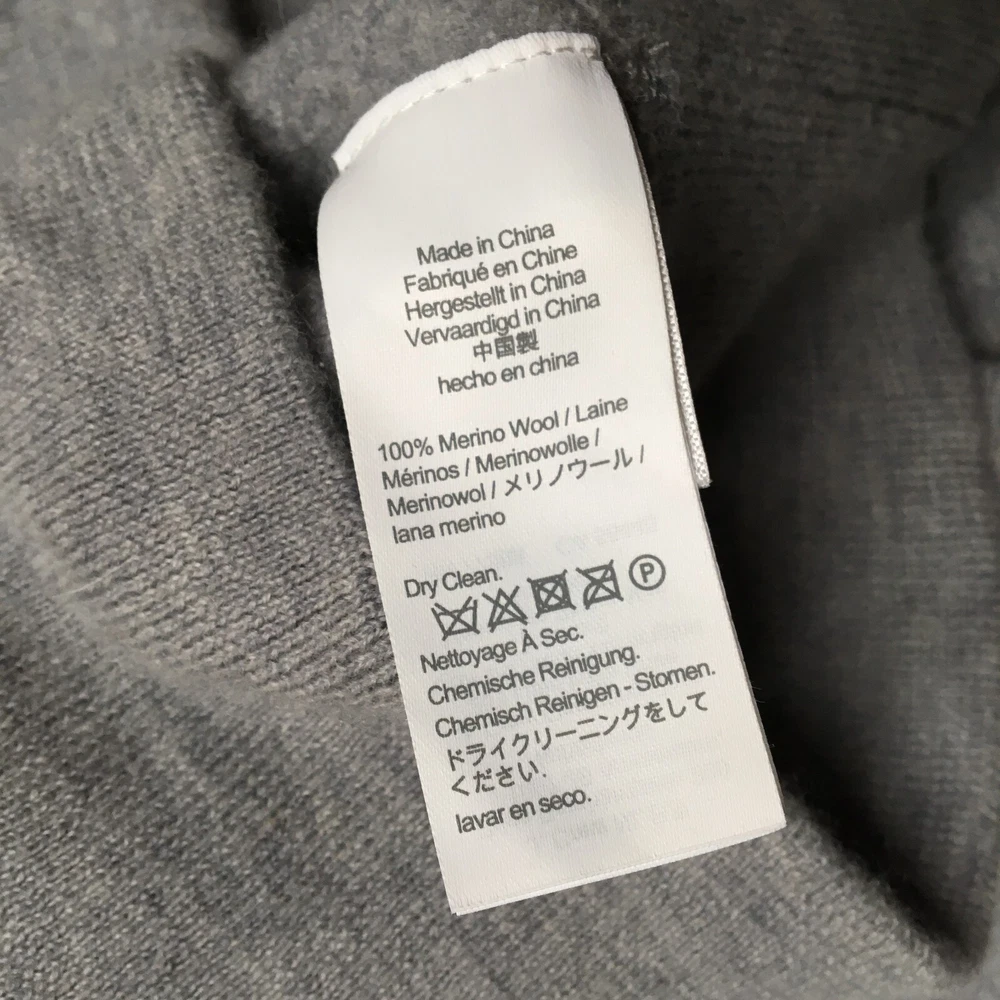 Made in China
Fabriqué en Chine
Hergestellt in China
Vervaardigd in China
中国製
hecho en china
100% Merino Wool / Laine
Mérinos / Merinowolle /
Merinowol / メリノウール /
lana merino
Dry Clean.
P
Nettoyage À Sec.
Chemische Reinigung.
Chemisch Reinigen - Stomen.
ドライクリーニングをして
ください.
lavar en seco.